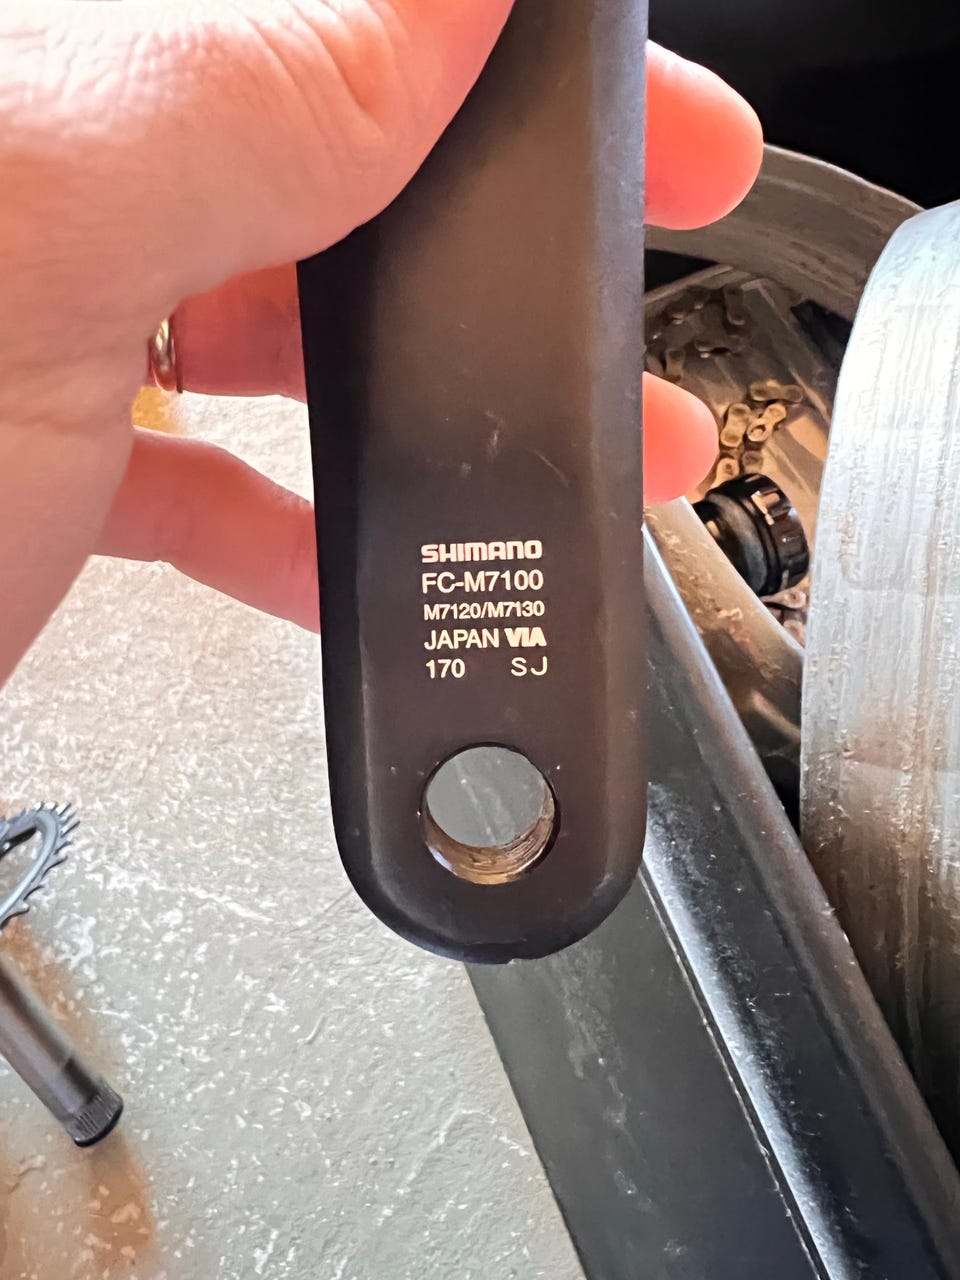 SHIMANO
FC-M7100
M7120/M7130
JAPAN VIA
170 SJ